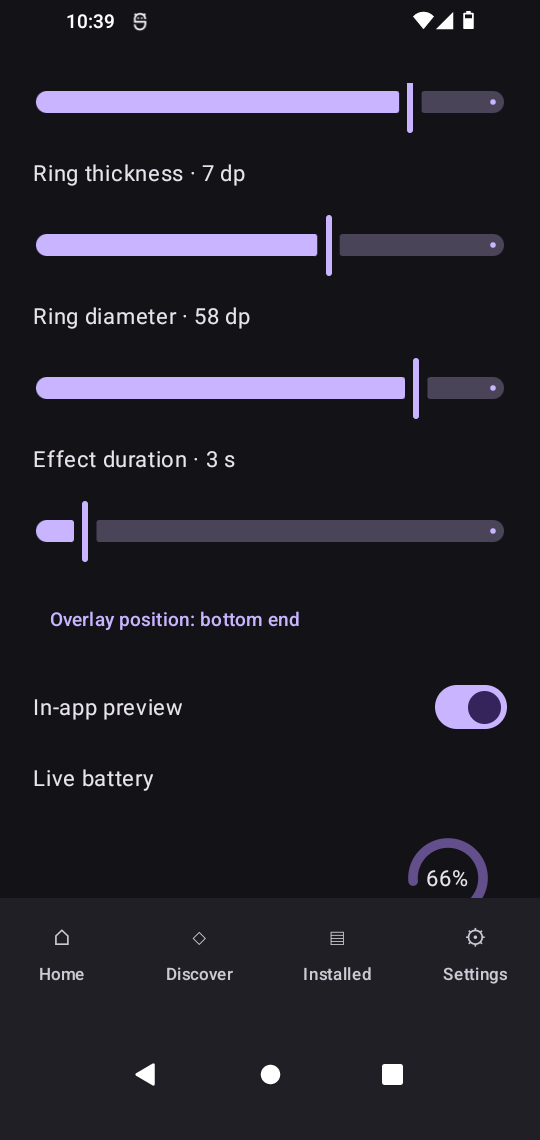 10:39
Ring thickness · 7 dp
Ring diameter · 58 dp
Effect duration · 3 s
Overlay position: bottom end
In-app preview
Live battery
66%
Home
Discover
Installed
Settings